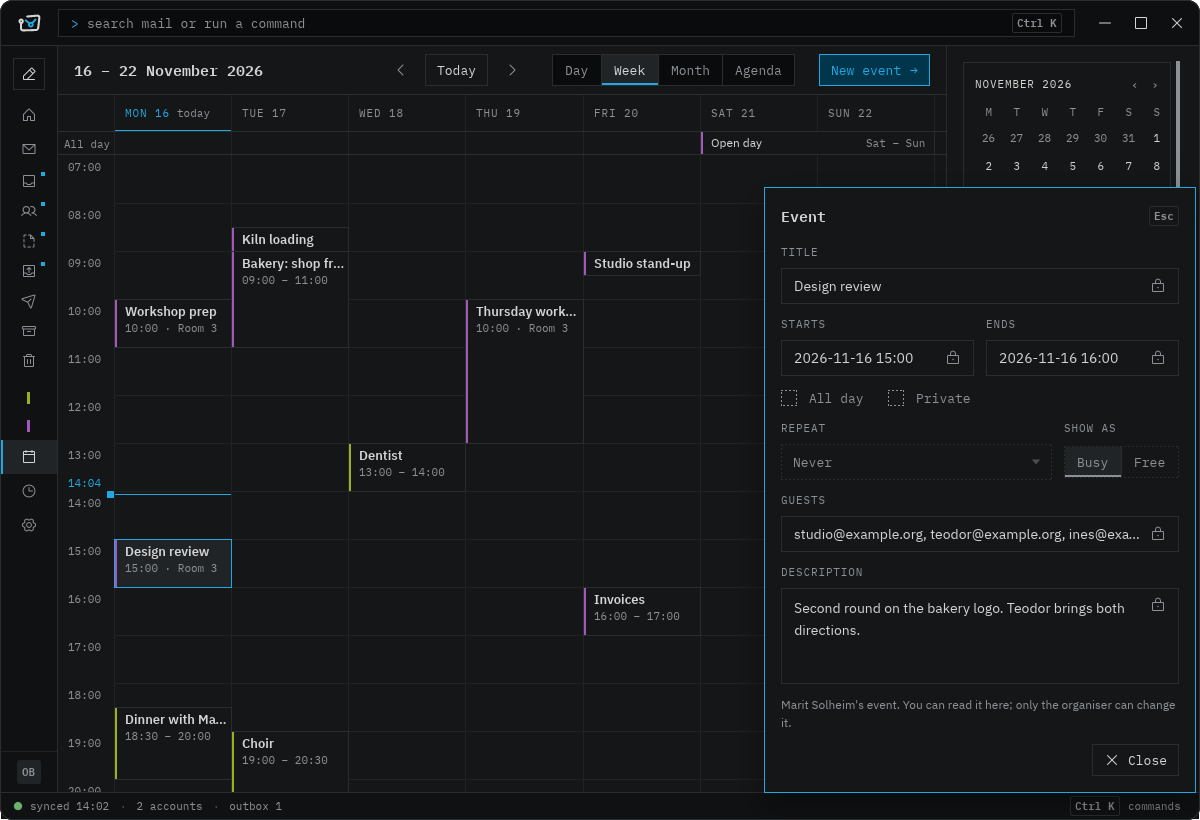 > search mail or run a command
Ctrl K
16 – 22 November 2026
Today
Day
Week
Month
Agenda
New event →
NOVEMBER 2026
‹ ›
M T W T F S S
26 27 28 29 30 31 1
2 3 4 5 6 7 8
MON 16 today
TUE 17
WED 18
THU 19
FRI 20
SAT 21
SUN 22
All day
Open day
Sat – Sun
07:00
08:00
09:00
10:00
11:00
12:00
13:00
14:04
14:00
15:00
16:00
17:00
18:00
19:00
20:00
Workshop prep
10:00 · Room 3
Design review
15:00 · Room 3
Dinner with Ma...
18:30 – 20:00
Kiln loading
Bakery: shop fr...
09:00 – 11:00
Choir
19:00 – 20:30
Dentist
13:00 – 14:00
Thursday work...
10:00 · Room 3
Studio stand-up
Invoices
16:00 – 17:00
Event
Esc
TITLE
Design review
STARTS
ENDS
2026-11-16 15:00
2026-11-16 16:00
All day
Private
REPEAT
SHOW AS
Never
Busy
Free
GUESTS
studio@example.org, teodor@example.org, ines@exa...
DESCRIPTION
Second round on the bakery logo. Teodor brings both
directions.
Marit Solheim's event. You can read it here; only the organiser can change
it.
Close
OB
synced 14:02 · 2 accounts · outbox 1
Ctrl K commands